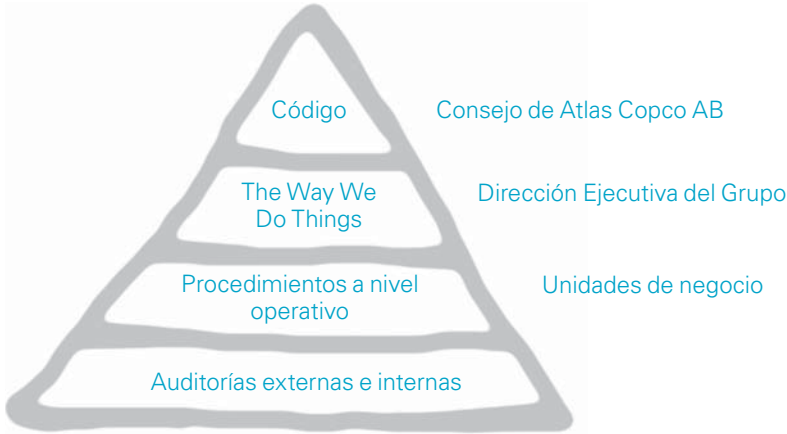 Código
Consejo de Atlas Copco AB
The Way We
Do Things
Dirección Ejecutiva del Grupo
Procedimientos a nivel
operativo
Unidades de negocio
Auditorías externas e internas